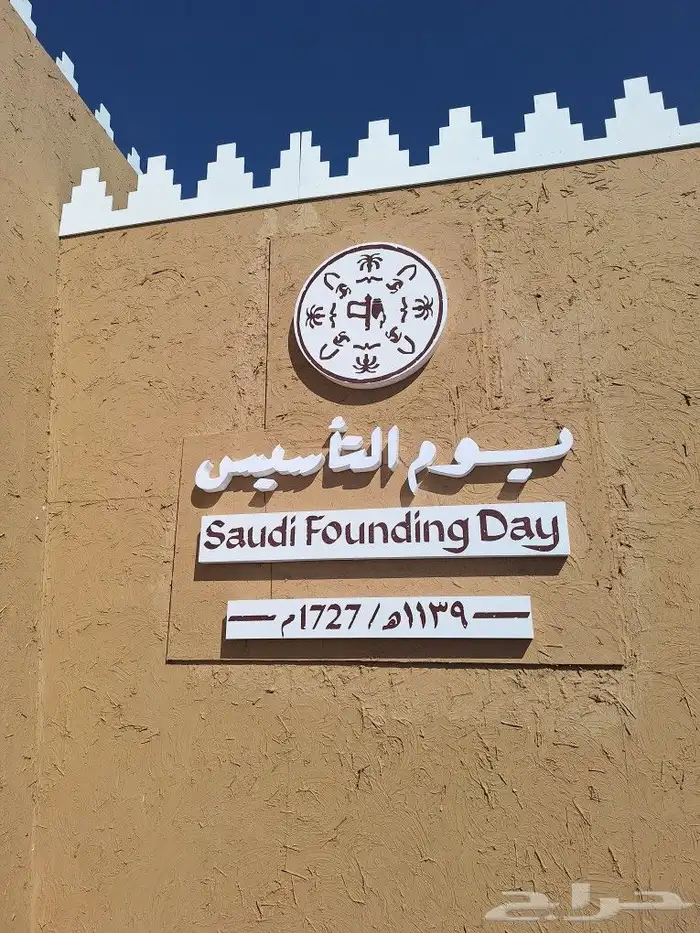 يوم التأسيس
Saudi Founding Day
١١٣٩هـ / 1727م
حراج